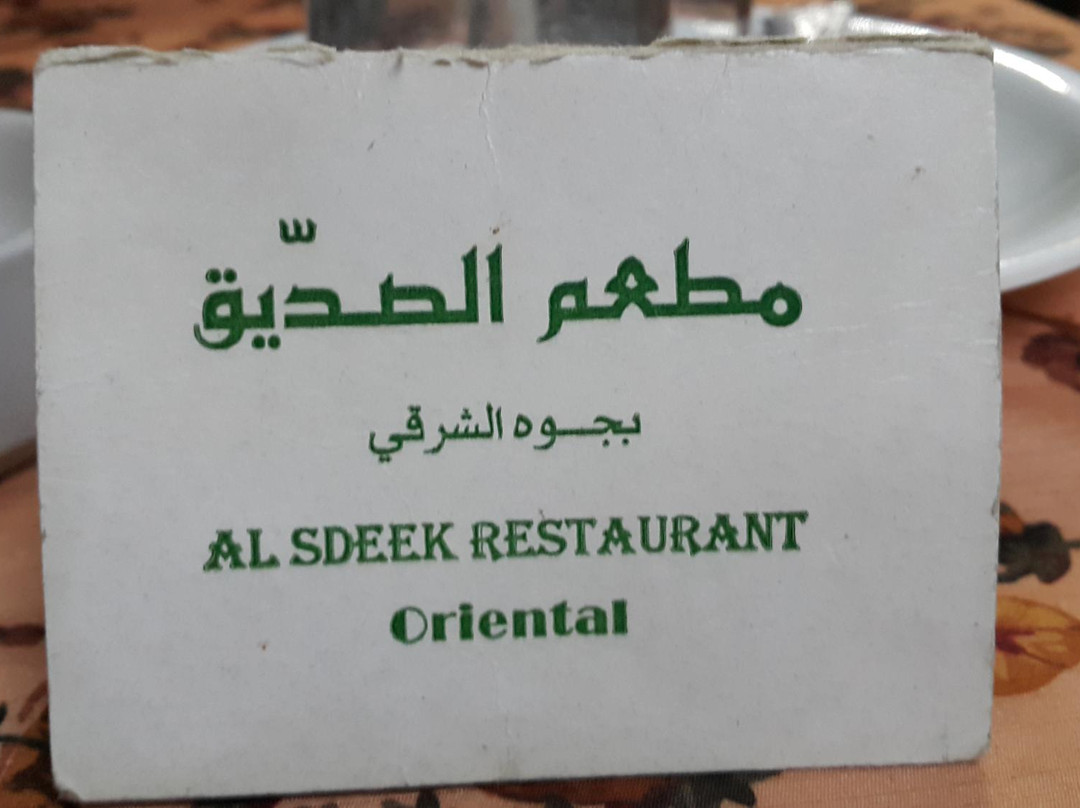 مطعم الصدّيق
بجوه الشرقي
AL SDEEK RESTAURANT
Oriental